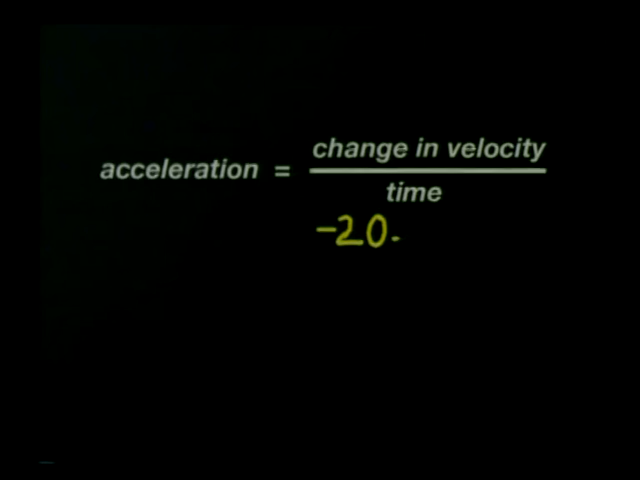 acceleration = change in velocity
time
-20.